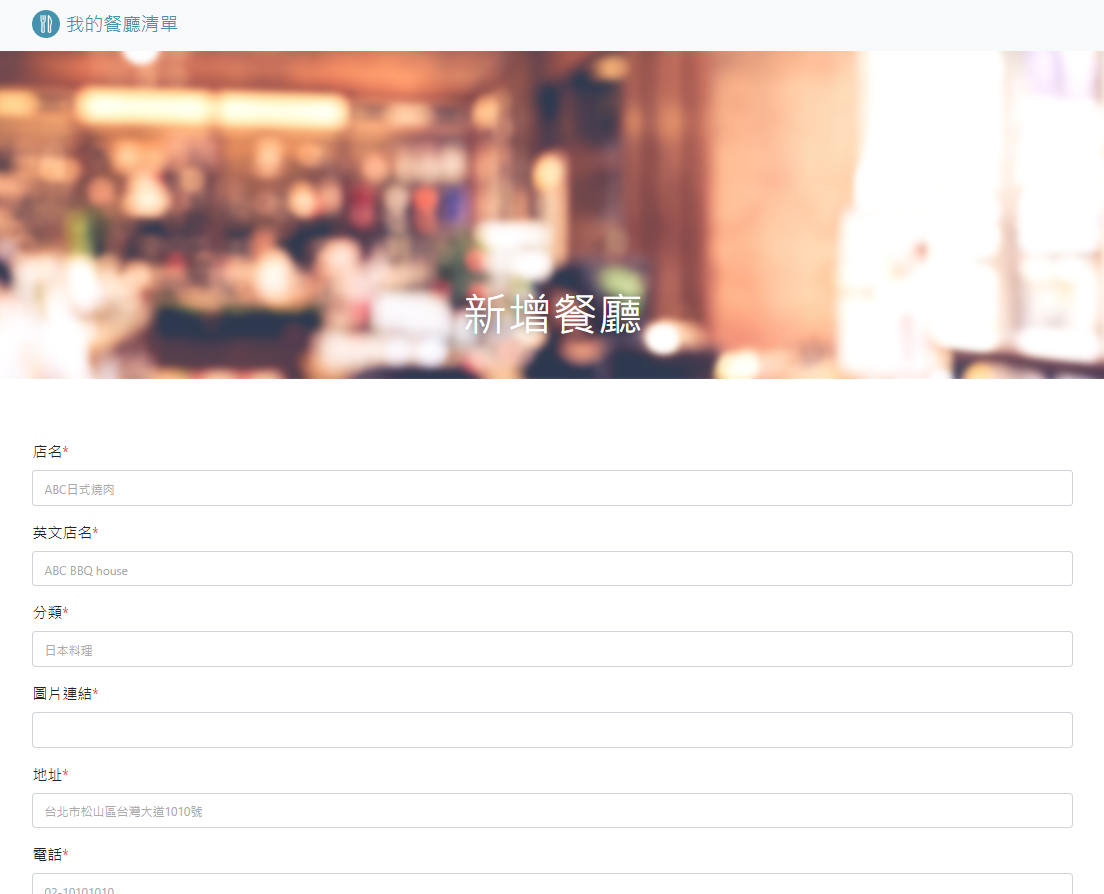 我的餐廳清單
新增餐廳
店名*
ABC日式燒肉
英文店名*
ABC BBQ house
分類*
日本料理
圖片連結*
地址*
台北市松山區台灣大道1010號
電話*
02-10101010